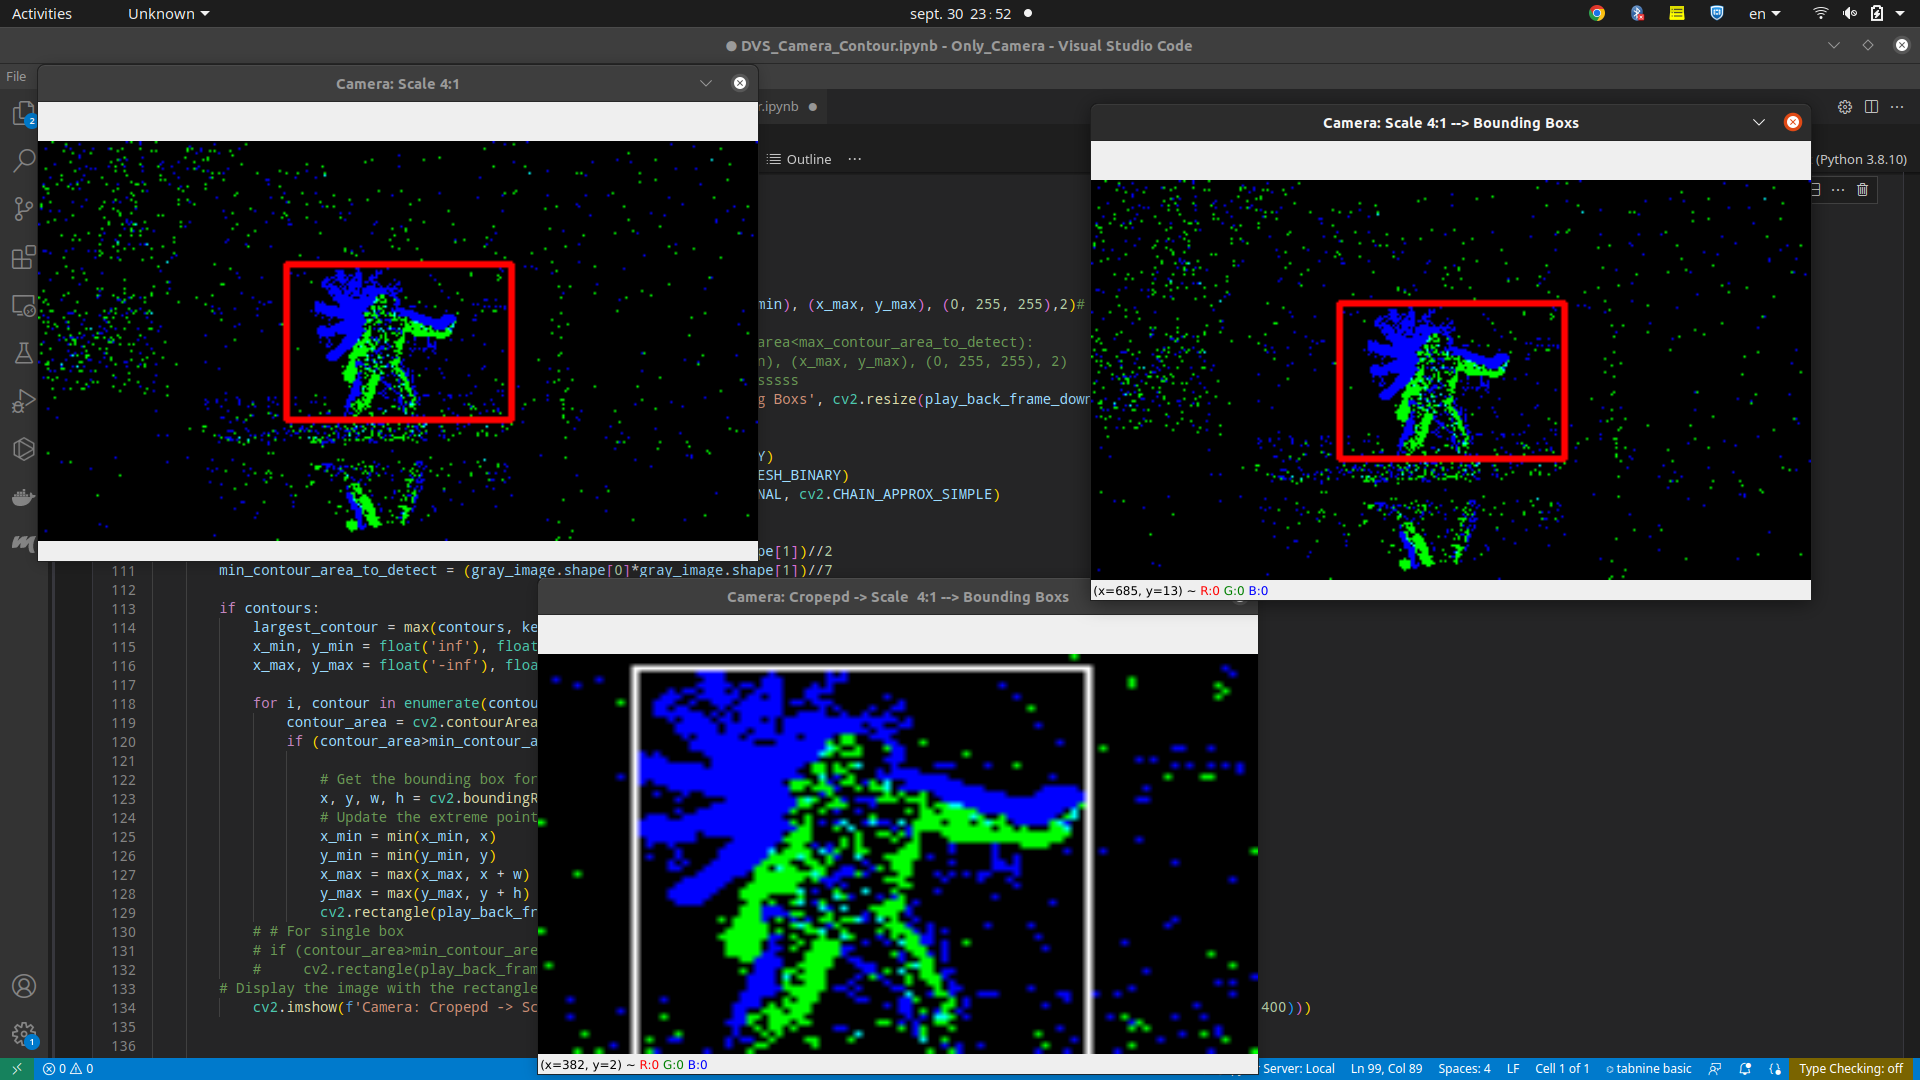 Activities
Unknown
sept. 30 23:52
en
DVS_Camera_Contour.ipynb - Only_Camera - Visual Studio Code
File
Camera: Scale 4:1
r.ipynb
Camera: Scale 4:1 --> Bounding Boxs
2
Outline
(Python 3.8.10)
min), (x_max, y_max), (0, 255, 255),2)#
area<max_contour_area_to_detect):
n), (x_max, y_max), (0, 255, 255), 2)
sssss
g Boxs', cv2.resize(play_back_frame_down
Y)
ESH_BINARY)
NAL, cv2.CHAIN_APPROX_SIMPLE)
pe[1])//2
111 min_contour_area_to_detect = (gray_image.shape[0]*gray_image.shape[1])//7
(x=685, y=13) ~ R:0 G:0 B:0
112
Camera: Cropepd -> Scale 4:1 --> Bounding Boxs
113 if contours:
114 largest_contour = max(contours, ke
115 x_min, y_min = float('inf'), float
116 x_max, y_max = float('-inf'), floa
117
118 for i, contour in enumerate(contou
119 contour_area = cv2.contourArea
120 if (contour_area>min_contour_a
121
122 # Get the bounding box for
123 x, y, w, h = cv2.boundingR
124 # Update the extreme point
125 x_min = min(x_min, x)
126 y_min = min(y_min, y)
127 x_max = max(x_max, x + w)
128 y_max = max(y_max, y + h)
129 cv2.rectangle(play_back_fr
130 # # For single box
131 # if (contour_area>min_contour_are
132 # cv2.rectangle(play_back_fram
133 # Display the image with the rectangle
134 cv2.imshow(f'Camera: Cropepd -> Sc 400)))
135
136
1
(x=382, y=2) ~ R:0 G:0 B:0
0 0
Server: Local
Ln 99, Col 89
Spaces: 4
LF
Cell 1 of 1
tabnine basic
Type Checking: off